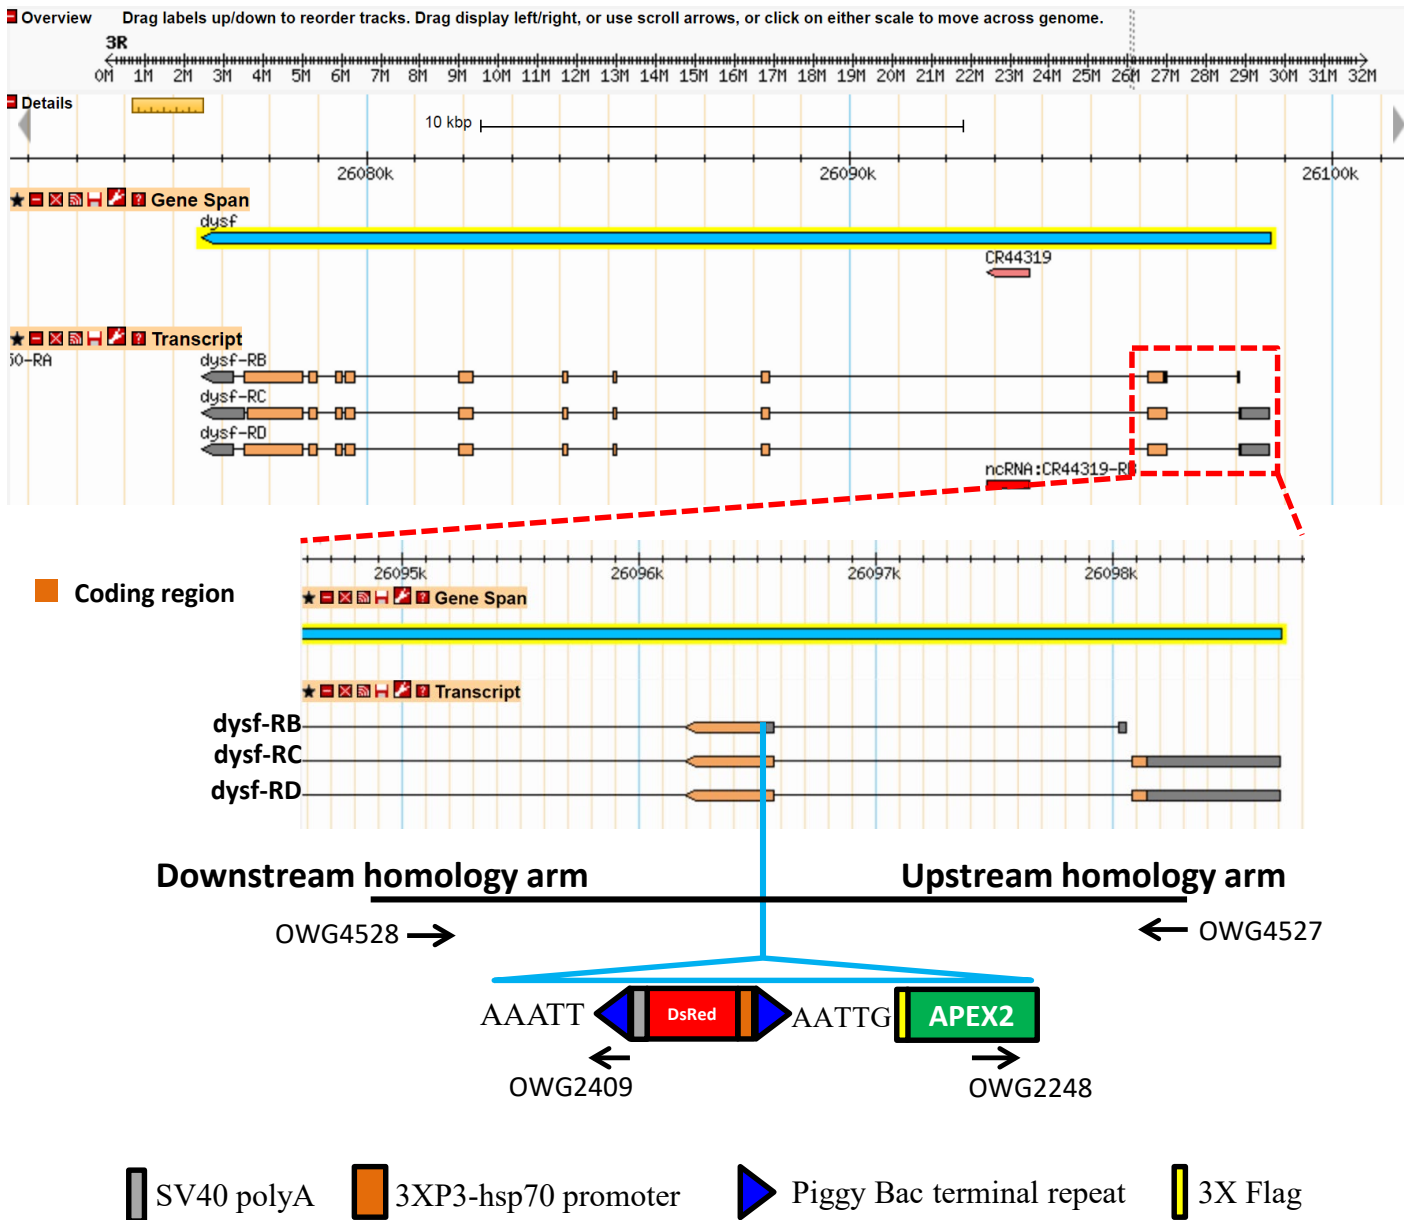 Overview Drag labels up/down to reorder tracks. Drag display left/right, or use scroll arrows, or click on either scale to move across genome.
3R
0M 1M 2M 3M 4M 5M 6M 7M 8M 9M 10M 11M 12M 13M 14M 15M 16M 17M 18M 19M 20M 21M 22M 23M 24M 25M 26M 27M 28M 29M 30M 31M 32M
Details
10 kbp
26080k 26090k 26100k
Gene Span
dysf
CR44319
Transcript
50-RA dysf-RB
dysf-RC
dysf-RD
ncRNA:CR44319-R
26095k 26096k 26097k 26098k
Coding region
Gene Span
Transcript
dysf-RB
dysf-RC
dysf-RD
Downstream homology arm Upstream homology arm
OWG4528 OWG4527
AAATT DsRed AATTG APEX2
OWG2409 OWG2248
SV40 polyA 3XP3-hsp70 promoter Piggy Bac terminal repeat 3X Flag